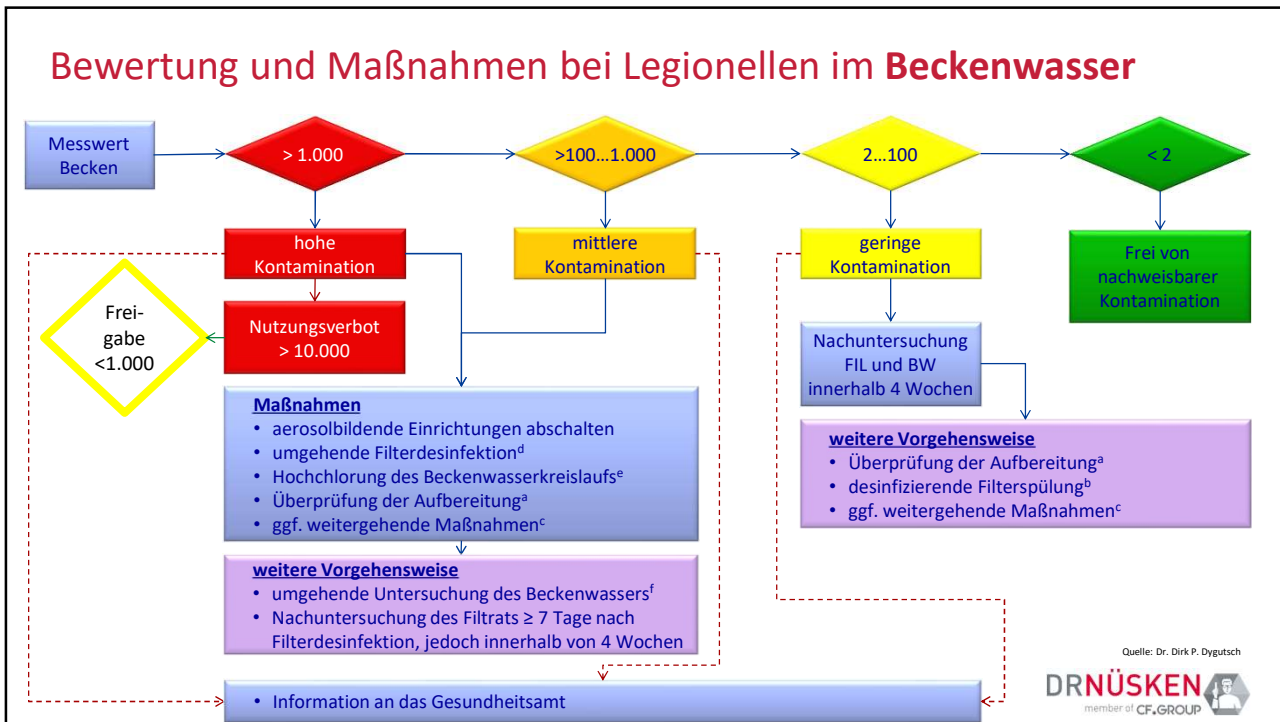 Bewertung und Maßnahmen bei Legionellen im Beckenwasser
Messwert
Becken
> 1.000
>100...1.000
2...100
< 2
hohe
Kontamination
mittlere
Kontamination
geringe
Kontamination
Frei von
nachweisbarer
Kontamination
Frei-
gabe
<1.000
Nutzungsverbot
> 10.000
Nachuntersuchung
FIL und BW
innerhalb 4 Wochen
Maßnahmen
• aerosolbildende Einrichtungen abschalten
• umgehende Filterdesinfektionᵈ
• Hochchlorung des Beckenwasserkreislaufsᵉ
• Überprüfung der Aufbereitungᵃ
• ggf. weitergehende Maßnahmenᶜ
weitere Vorgehensweise
• Überprüfung der Aufbereitungᵃ
• desinfizierende Filterspülungᵇ
• ggf. weitergehende Maßnahmenᶜ
weitere Vorgehensweise
• umgehende Untersuchung des Beckenwassersᶠ
• Nachuntersuchung des Filtrats ≥ 7 Tage nach
Filterdesinfektion, jedoch innerhalb von 4 Wochen
• Information an das Gesundheitsamt
Quelle: Dr. Dirk P. Dygutsch
DRNÜSKEN
member of CF.GROUP